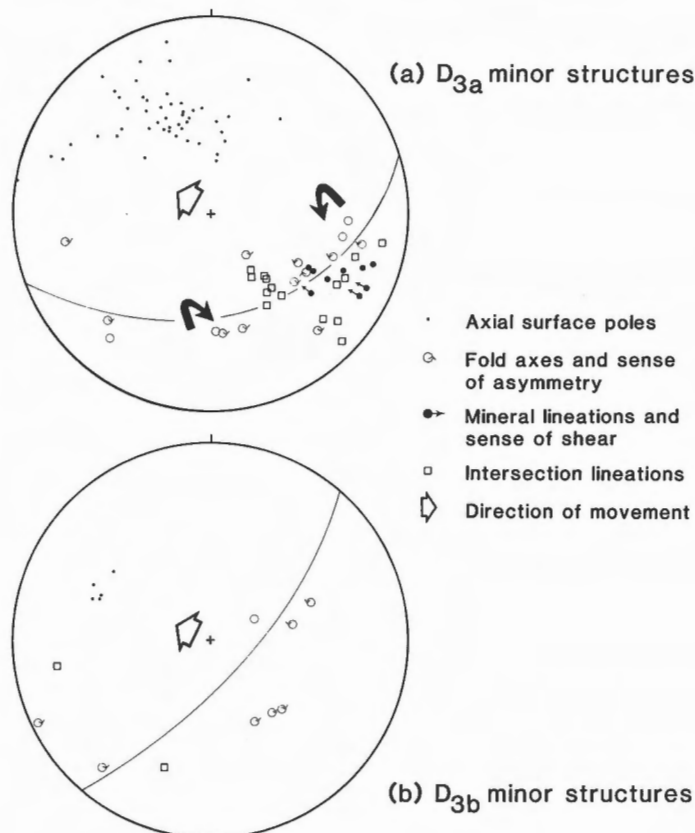 (a) D3a minor structures
Axial surface poles
Fold axes and sense
of asymmetry
Mineral lineations and
sense of shear
Intersection lineations
Direction of movement
(b) D3b minor structures